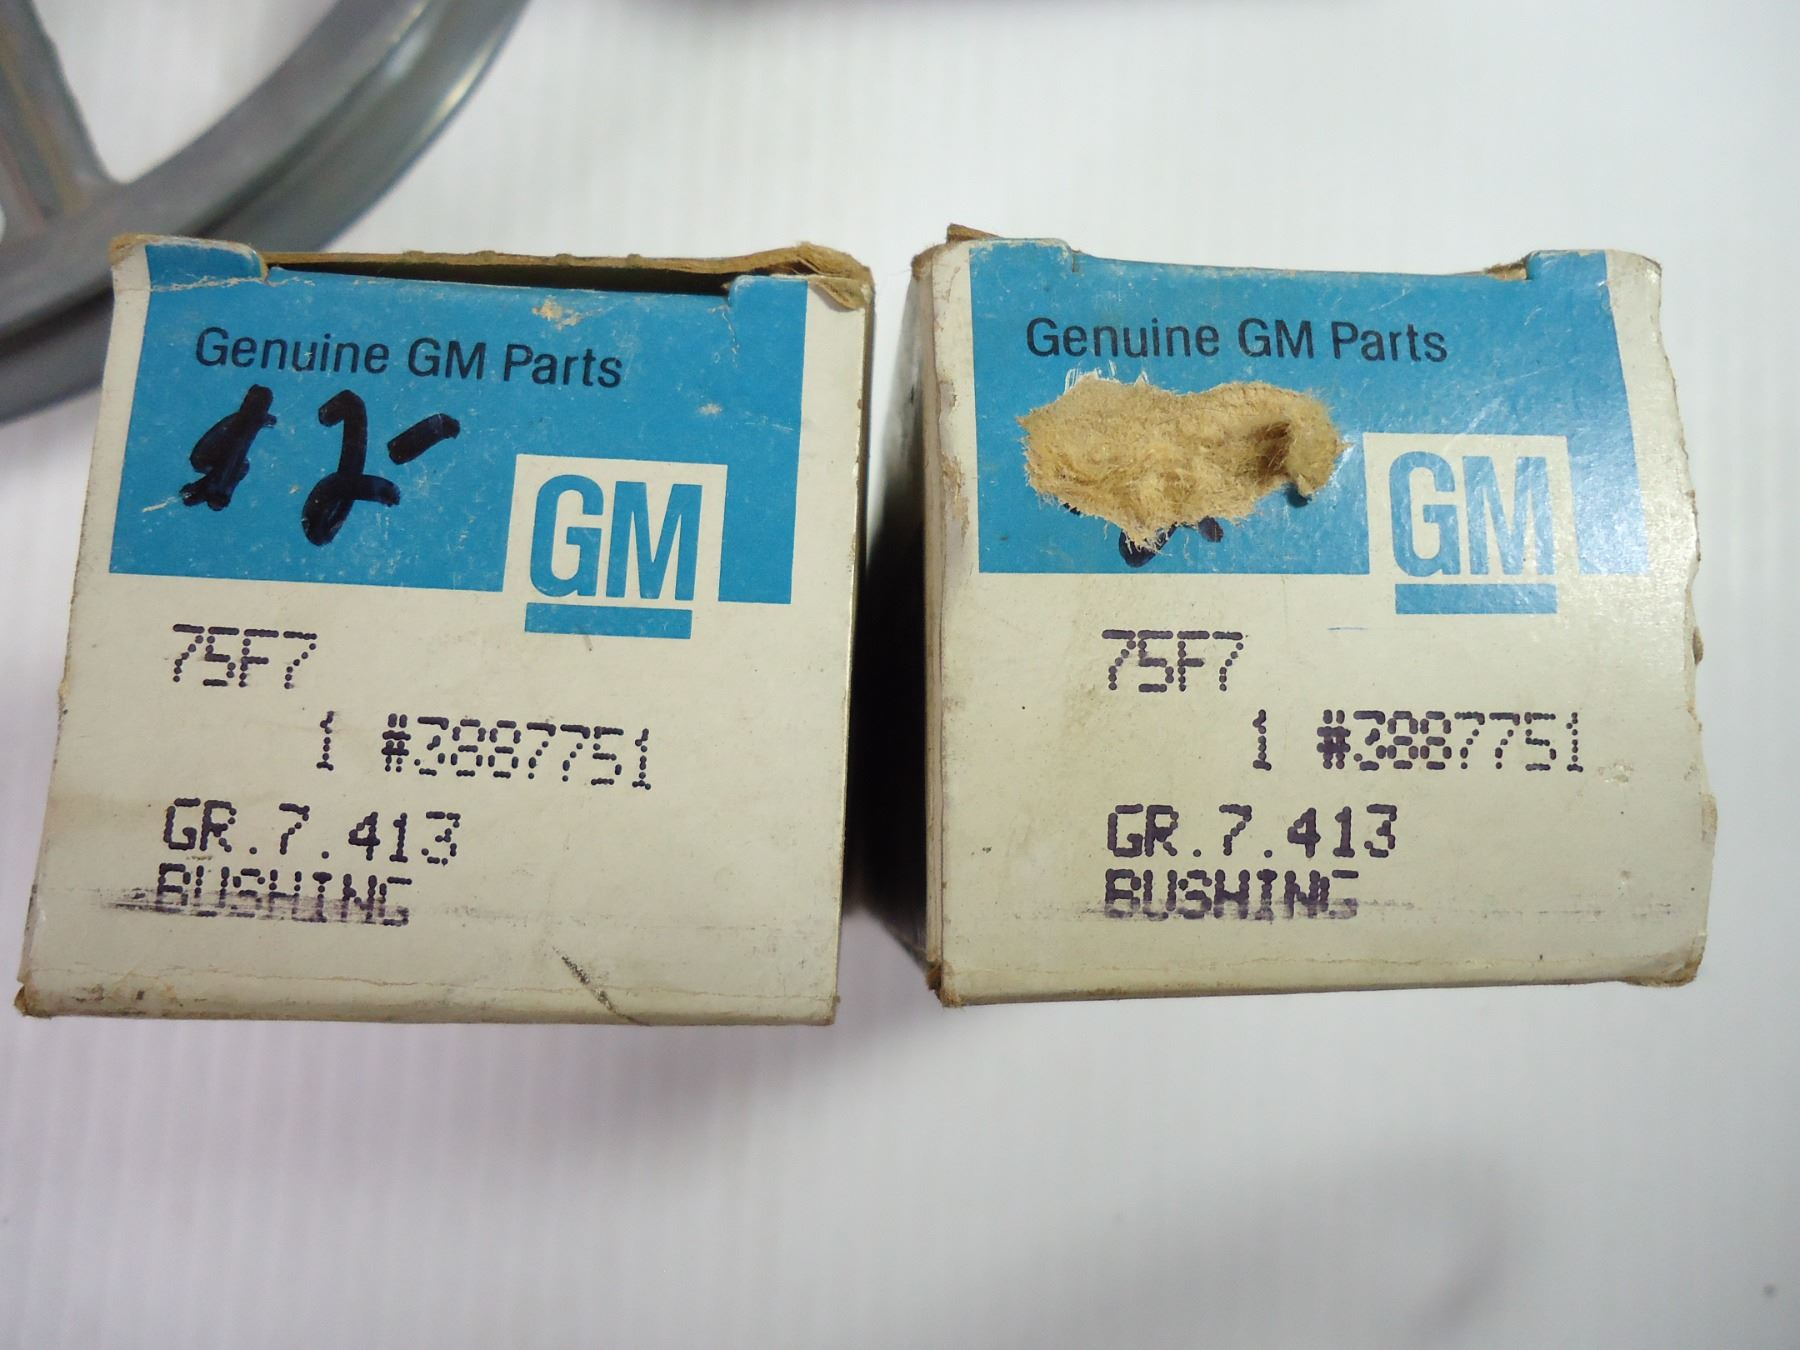 Genuine GM Parts
$2-
GM
75F7
1 #3887751
GR.7.413
BUSHING
Genuine GM Parts
GM
75F7
1 #3887751
GR.7.413
BUSHING